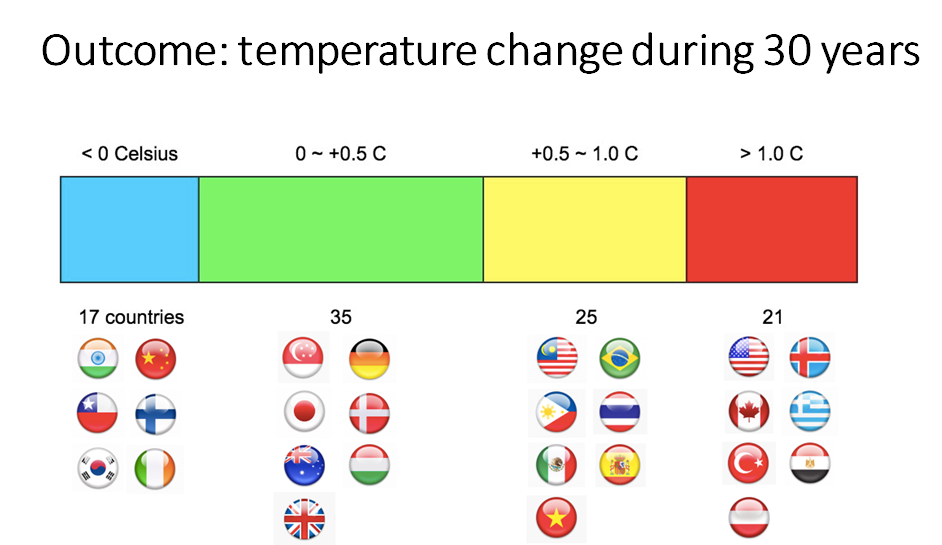 Outcome: temperature change during 30 years
< 0 Celsius 0 ~ +0.5 C +0.5 ~ 1.0 C > 1.0 C
17 countries 35 25 21